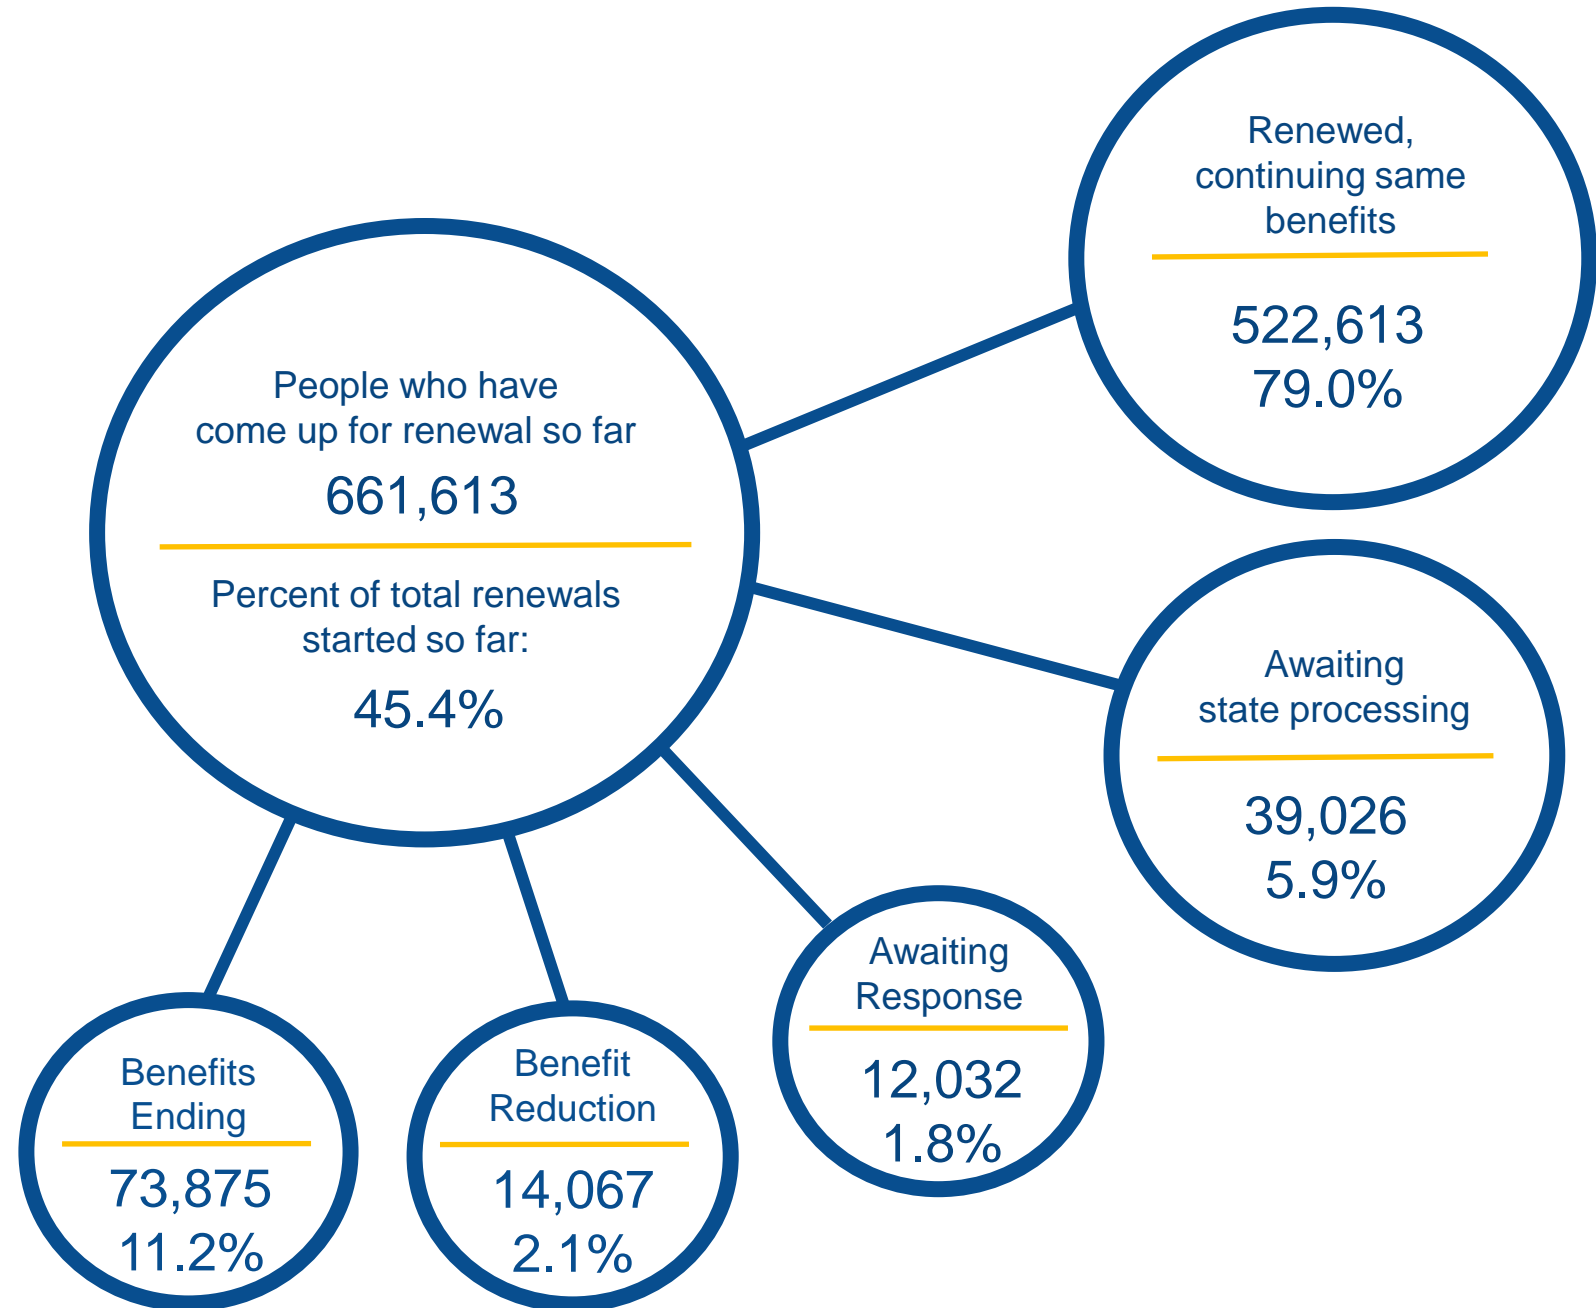 People who have
come up for renewal so far
661,613
Percent of total renewals
started so far:
45.4%
Renewed,
continuing same
benefits
522,613
79.0%
Awaiting
state processing
39,026
5.9%
Awaiting
Response
12,032
1.8%
Benefit
Reduction
14,067
2.1%
Benefits
Ending
73,875
11.2%